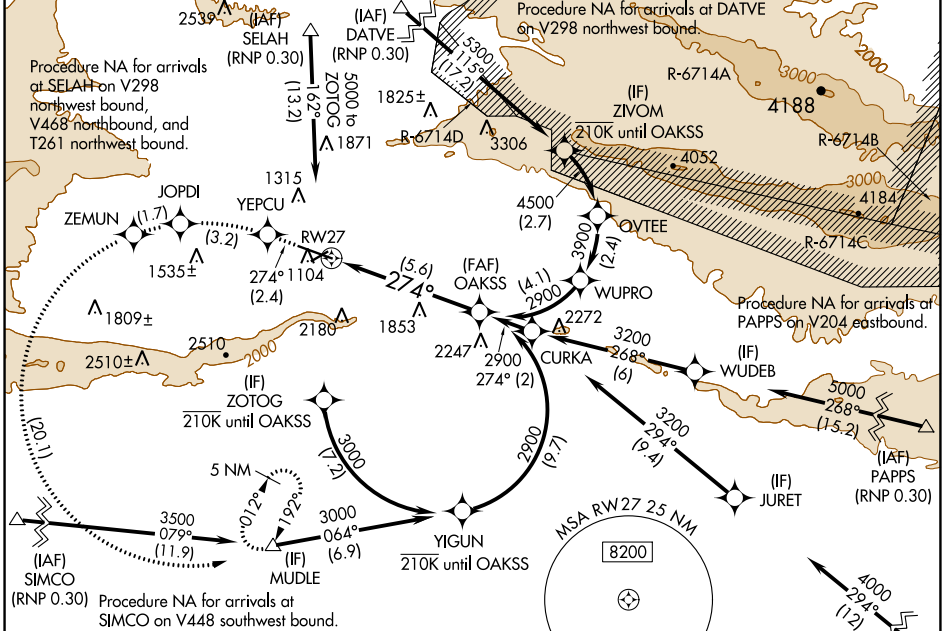 2539
(IAF)
SELAH
(RNP 0.30)
(IAF)
DATVE
(RNP 0.30)
Procedure NA for arrivals at DATVE
on V298 northwest bound.
Procedure NA for arrivals
at SELAH on V298
northwest bound,
V468 northbound, and
T261 northwest bound.
5000 to
ZOTOG
162°
(13.2)
5300
115°
(17.2)
1825±
R-6714D
3306
1871
(IF)
ZIVOM
210K until OAKSS
R-6714A
3000
2000
4188
R-6714B
4052
3000
4184
R-6714C
1315
JOPDI
ZEMUN
(1.7)
YEPCU
(3.2)
RW27
1535±
274°
(2.4)
1104
4500
(2.7)
OVTEE
3900
(2.4)
WUPRO
(4.1)
2900
(5.6)
274°
(FAF)
OAKSS
Procedure NA for arrivals at
PAPPS on V204 eastbound.
1809±
2180
1853
2247
2900
274° (2)
2272
CURKA
3200
268°
(6)
(IF)
WUDEB
2510±
2510
2000
(IF)
ZOTOG
210K until OAKSS
5000
268°
(15.2)
(IAF)
PAPPS
(RNP 0.30)
3000
(7.2)
2900
(9.7)
3200
294°
(9.4)
(IF)
JURET
(20.1)
5 NM
012°
192°
3500
079°
(11.9)
3000
064°
(6.9)
(IF)
MUDLE
YIGUN
210K until OAKSS
(IAF)
SIMCO
(RNP 0.30)
Procedure NA for arrivals at
SIMCO on V448 southwest bound.
MSA RW27 25 NM
8200
4000
294°
(12)